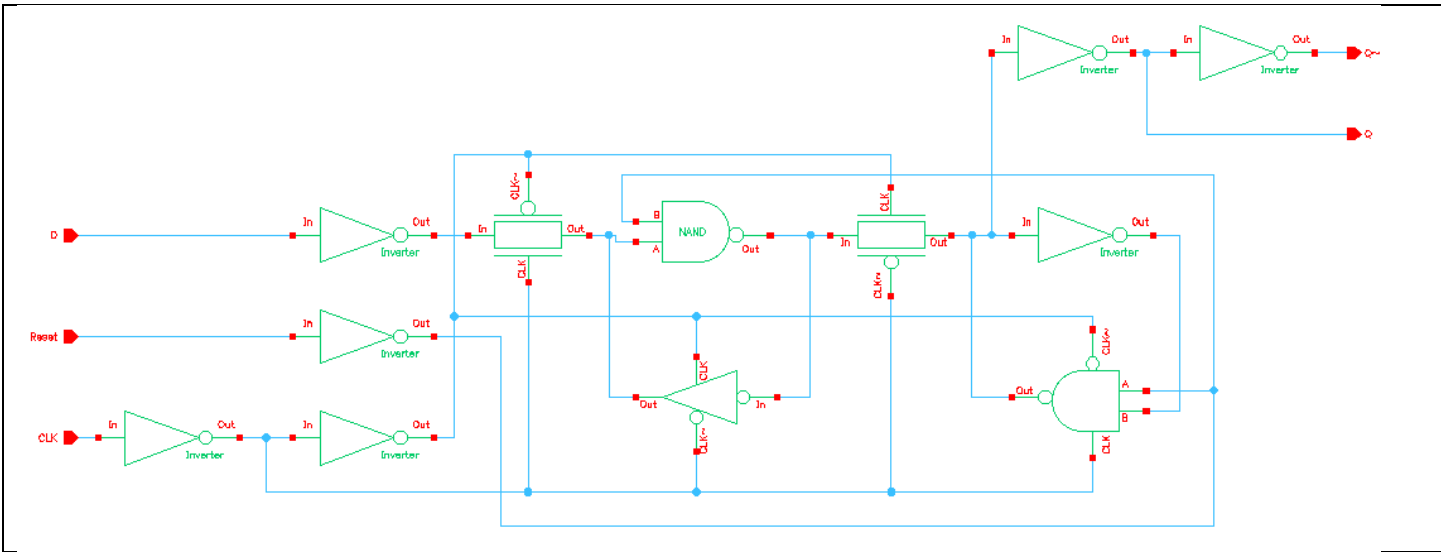 In Out In Out Q~
Inverter Inverter
Q
CLK~ CLK
D In Out In Out B NAND Out In Out In Out
Inverter A Inverter
CLK CLK~
Reset In Out
Inverter
CLK CLK~
Out In Out A
B
CLK In Out In Out CLK~ CLK
Inverter Inverter